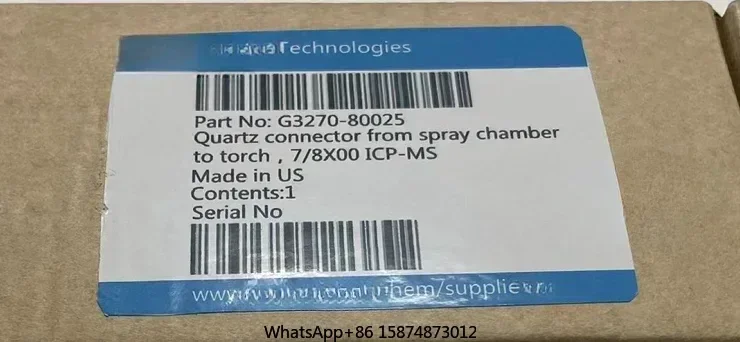 Technologies
Part No: G3270-80025
Quartz connector from spray chamber
to torch , 7/8X00 ICP-MS
Made in US
Contents:1
Serial No
WhatsApp+86 15874873012